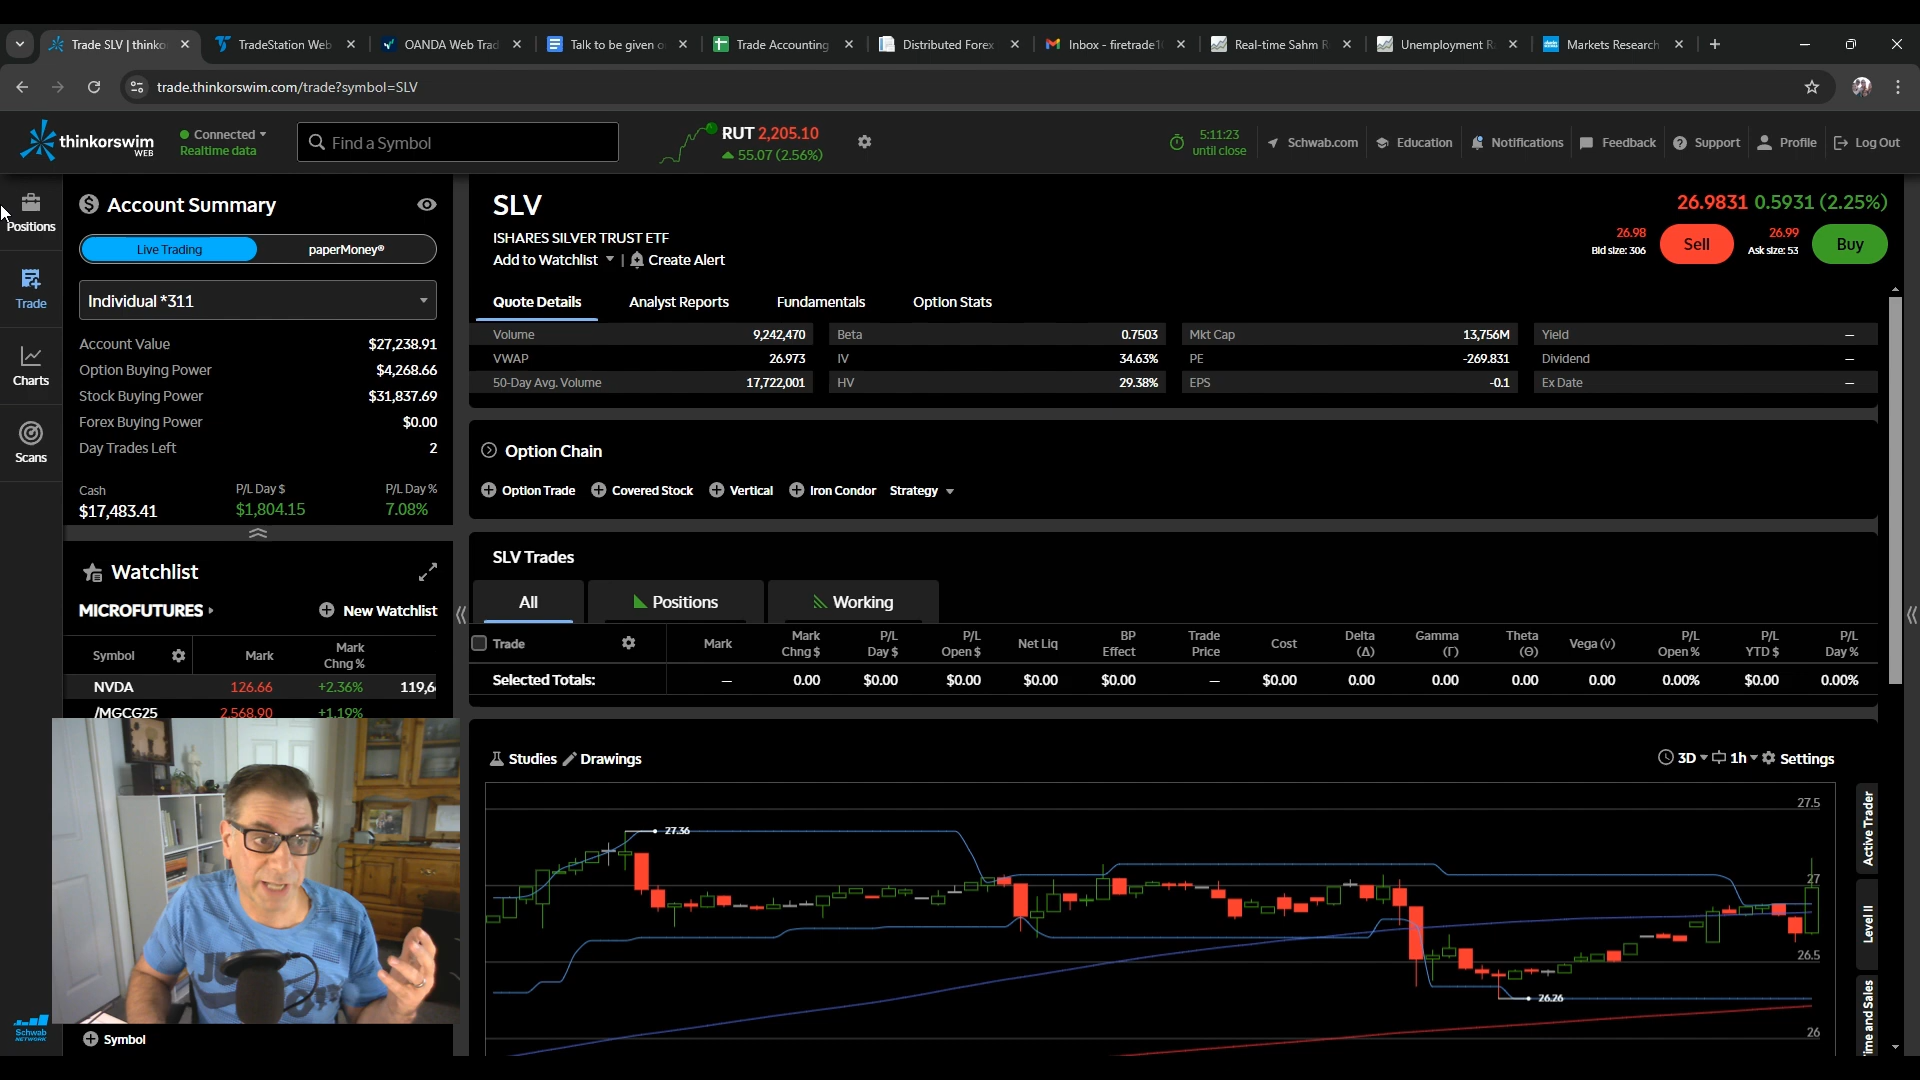 Trade SLV | thinko
TradeStation Web
OANDA Web Trad
Talk to be given o
Trade Accounting
Distributed Forex
Inbox - firetrade1
Real-time Sahm R
Unemployment R
Markets Research
trade.thinkorswim.com/trade?symbol=SLV
thinkorswim
WEB
Connected
Realtime data
Find a Symbol
RUT 2,205.10
55.07 (2.56%)
5:11:23
until close
Schwab.com
Education
Notifications
Feedback
Support
Profile
Log Out
Positions
Trade
Charts
Scans
Account Summary
Live Trading
paperMoney®
Individual *311
Account Value $27,238.91
Option Buying Power $4,268.66
Stock Buying Power $31,837.69
Forex Buying Power $0.00
Day Trades Left 2
Cash P/L Day $ P/L Day %
$17,483.41 $1,804.15 7.08%
Watchlist
MICROFUTURES
New Watchlist
Symbol Mark Mark Chng %
NVDA 126.66 +2.36% 119,6
/MGCG25 2,568.90 +1.19%
Symbol
Schwab
NETWORK
SLV
ISHARES SILVER TRUST ETF
Add to Watchlist | Create Alert
26.9831 0.5931 (2.25%)
26.98
Bid size: 306
Sell
26.99
Ask size: 53
Buy
Quote Details Analyst Reports Fundamentals Option Stats
Volume 9,242,470 Beta 0.7503 Mkt Cap 13,756M Yield —
VWAP 26.973 IV 34.63% PE -269.831 Dividend —
50-Day Avg. Volume 17,722,001 HV 29.38% EPS -0.1 Ex Date —
Option Chain
Option Trade Covered Stock Vertical Iron Condor Strategy
SLV Trades
All Positions Working
Trade Mark Mark Chng $ P/L Day $ P/L Open $ Net Liq BP Effect Trade Price Cost Delta (Δ) Gamma (Γ) Theta (Θ) Vega (v) P/L Open % P/L YTD $ P/L Day %
Selected Totals: — 0.00 $0.00 $0.00 $0.00 $0.00 — $0.00 0.00 0.00 0.00 0.00 0.00% $0.00 0.00%
Studies Drawings
3D 1h Settings
27.5
27.36
27
26.5
26.26
26
Active Trader
Level II
ime and Sales